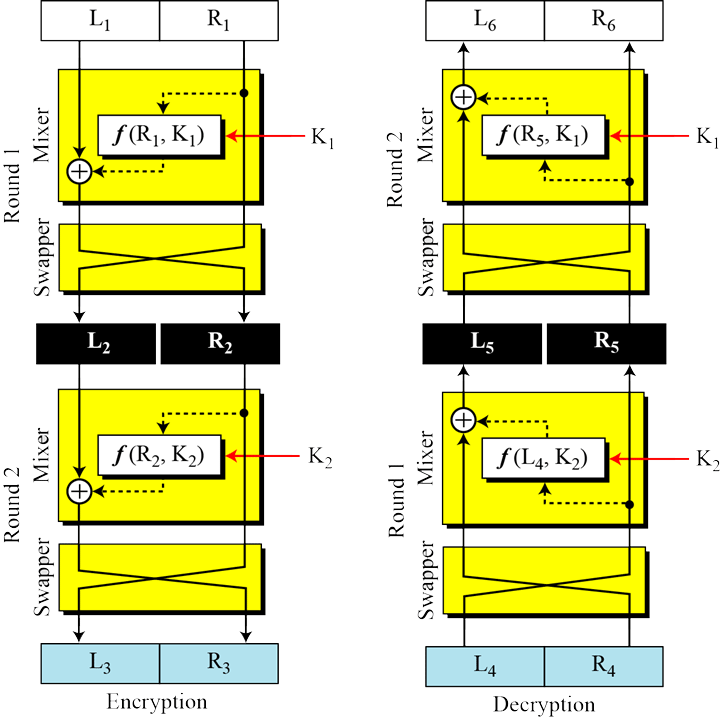 L₁ R₁
Round 1
Mixer
f(R₁, K₁)
K₁
Swapper
L₂ R₂
Round 2
Mixer
f(R₂, K₂)
K₂
Swapper
L₃ R₃
Encryption
L₆ R₆
Round 2
Mixer
f(R₅, K₁)
K₁
Swapper
L₅ R₅
Round 1
Mixer
f(L₄, K₂)
K₂
Swapper
L₄ R₄
Decryption